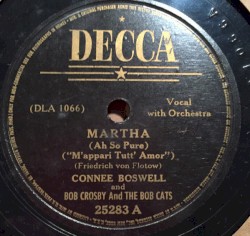 DECCA
(DLA 1066)
Vocal
with Orchestra
MARTHA
(Ah So Pure)
("M'appari Tutt' Amor")
(Friedrich von Flotow)
CONNEE BOSWELL
and
BOB CROSBY And THE BOB CATS
25283 A